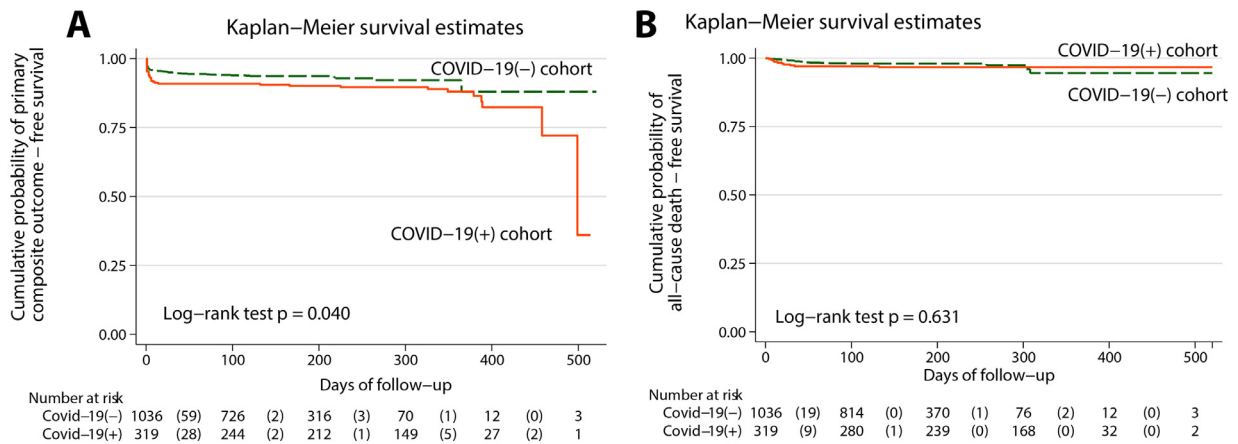 A
Kaplan−Meier survival estimates
Cumulative probability of primary
composite outcome − free survival
1.00
0.75
0.50
0.25
0.00
COVID−19(−) cohort
COVID−19(+) cohort
Log−rank test p = 0.040
0 100 200 300 400 500
Days of follow−up
Number at risk
Covid−19(−) 1036 (59) 726 (2) 316 (3) 70 (1) 12 (0) 3
Covid−19(+) 319 (28) 244 (2) 212 (1) 149 (5) 27 (2) 1
B
Kaplan−Meier survival estimates
Cumulative probability of
all−cause death − free survival
1.00
0.75
0.50
0.25
0.00
COVID−19(+) cohort
COVID−19(−) cohort
Log−rank test p = 0.631
0 100 200 300 400 500
Days of follow−up
Number at risk
Covid−19(−) 1036 (19) 814 (0) 370 (1) 76 (2) 12 (0) 3
Covid−19(+) 319 (9) 280 (1) 239 (0) 168 (0) 32 (0) 2